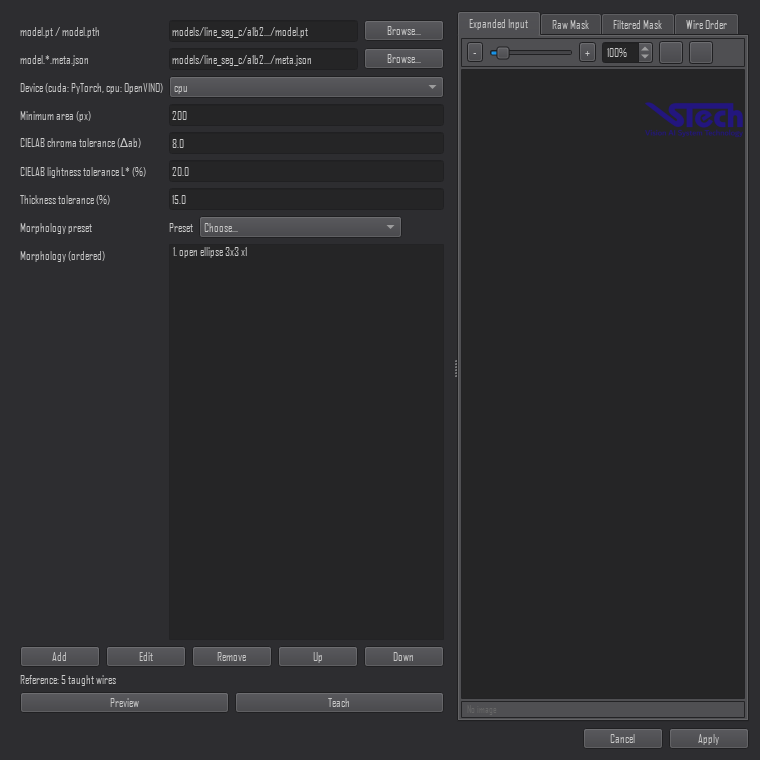 model.pt / model.pth
models/line_seg_c/a1b2.../model.pt
Browse...
model.*.meta.json
models/line_seg_c/a1b2.../meta.json
Browse...
Device (cuda: PyTorch, cpu: OpenVINO)
cpu
Minimum area (px)
200
CIELAB chroma tolerance (Δab)
8.0
CIELAB lightness tolerance L* (%)
20.0
Thickness tolerance (%)
15.0
Morphology preset
Preset
Choose...
Morphology (ordered)
1. open ellipse 3x3 x1
Add
Edit
Remove
Up
Down
Reference: 5 taught wires
Preview
Teach
Expanded Input
Raw Mask
Filtered Mask
Wire Order
-
+
100%
VSTech
No image
Cancel
Apply